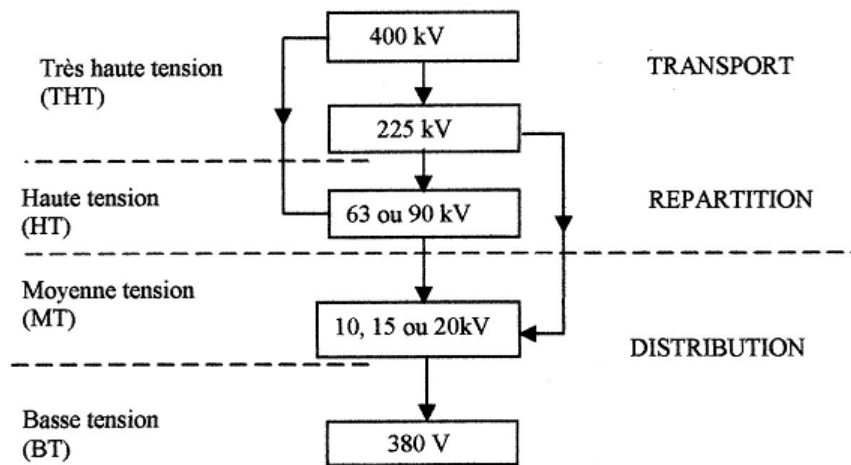 400 kV
Très haute tension
(THT)
TRANSPORT
225 kV
Haute tension
(HT)
63 ou 90 kV
REPARTITION
Moyenne tension
(MT)
10, 15 ou 20kV
DISTRIBUTION
Basse tension
(BT)
380 V